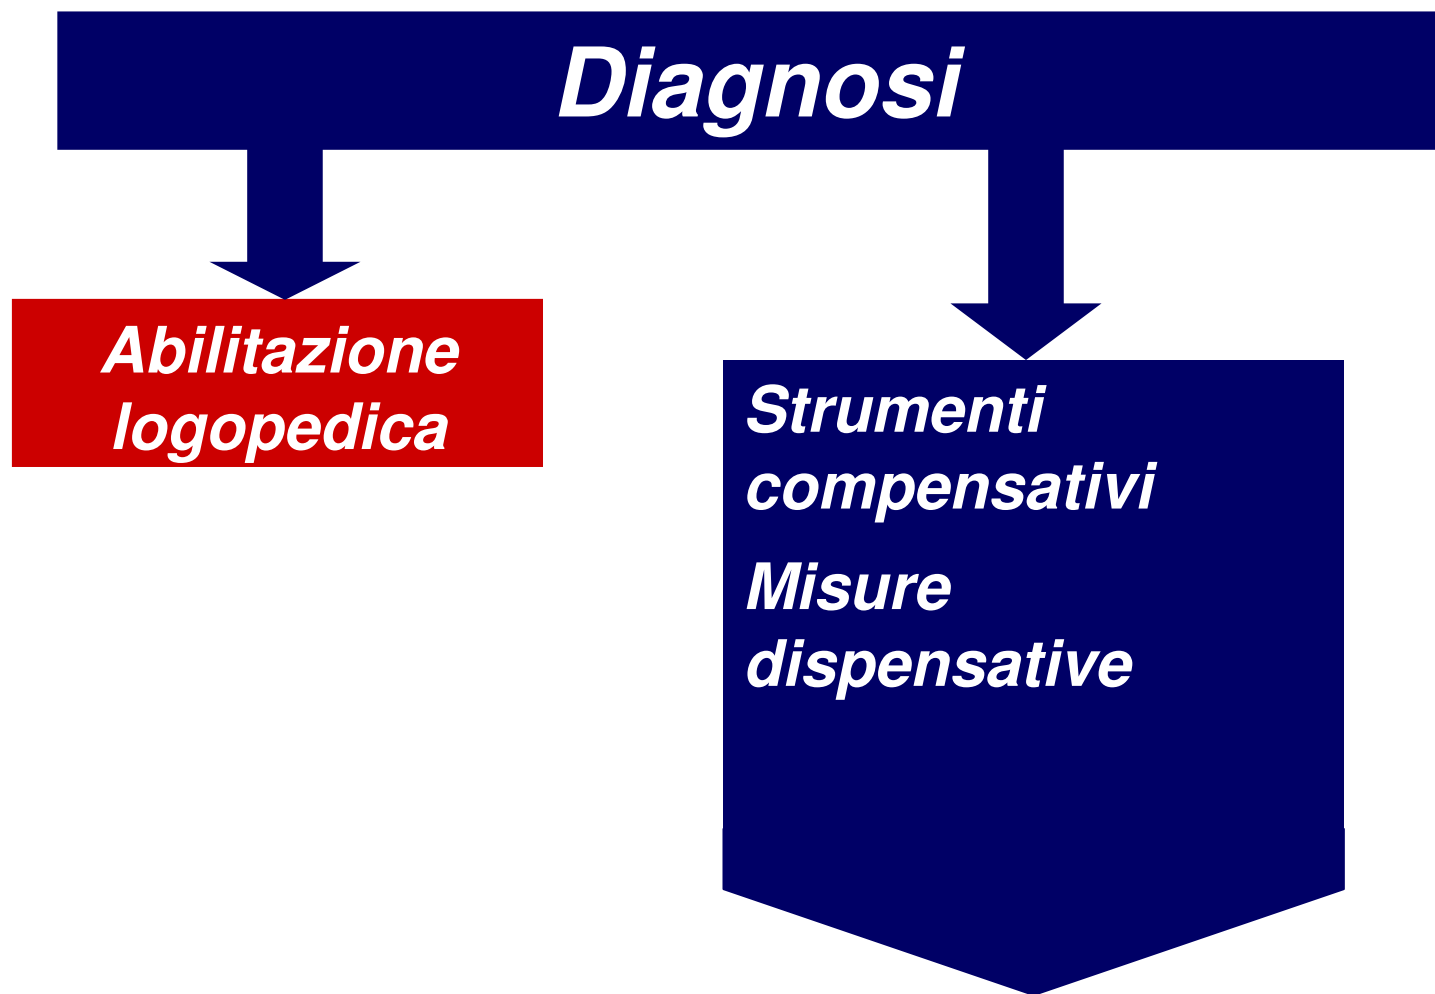 Diagnosi
Abilitazione
logopedica
Strumenti
compensativi
Misure
dispensative